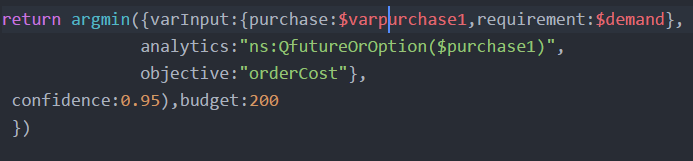 return argmin({varInput:{purchase:$varpurchase1,requirement:$demand},
analytics:"ns:QfutureOrOption($purchase1)",
objective:"orderCost"},
confidence:0.95),budget:200
})